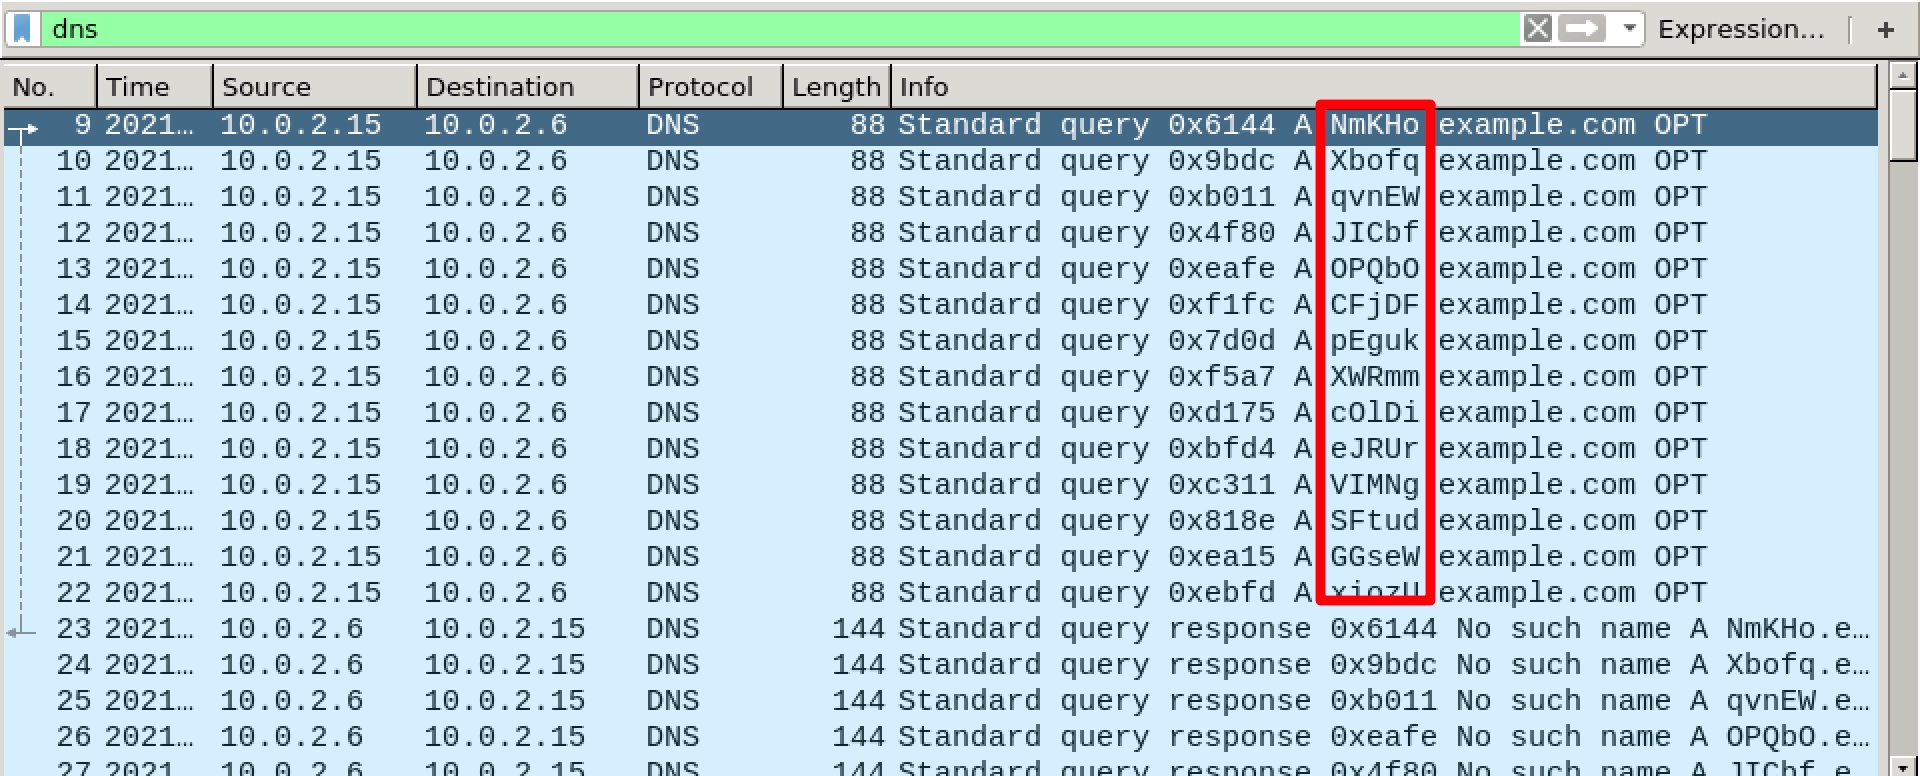 dns Expression… +
No. Time Source Destination Protocol Length Info
9 2021… 10.0.2.15 10.0.2.6 DNS 88 Standard query 0x6144 A NmKHo example.com OPT
10 2021… 10.0.2.15 10.0.2.6 DNS 88 Standard query 0x9bdc A Xbofq example.com OPT
11 2021… 10.0.2.15 10.0.2.6 DNS 88 Standard query 0xb011 A qvnEW example.com OPT
12 2021… 10.0.2.15 10.0.2.6 DNS 88 Standard query 0x4f80 A JICbf example.com OPT
13 2021… 10.0.2.15 10.0.2.6 DNS 88 Standard query 0xeafe A OPQbO example.com OPT
14 2021… 10.0.2.15 10.0.2.6 DNS 88 Standard query 0xf1fc A CFjDF example.com OPT
15 2021… 10.0.2.15 10.0.2.6 DNS 88 Standard query 0x7d0d A pEguk example.com OPT
16 2021… 10.0.2.15 10.0.2.6 DNS 88 Standard query 0xf5a7 A XWRmm example.com OPT
17 2021… 10.0.2.15 10.0.2.6 DNS 88 Standard query 0xd175 A cOlDi example.com OPT
18 2021… 10.0.2.15 10.0.2.6 DNS 88 Standard query 0xbfd4 A eJRUr example.com OPT
19 2021… 10.0.2.15 10.0.2.6 DNS 88 Standard query 0xc311 A VIMNg example.com OPT
20 2021… 10.0.2.15 10.0.2.6 DNS 88 Standard query 0x818e A SFtud example.com OPT
21 2021… 10.0.2.15 10.0.2.6 DNS 88 Standard query 0xea15 A GGseW example.com OPT
22 2021… 10.0.2.15 10.0.2.6 DNS 88 Standard query 0xebfd A example.com OPT
23 2021… 10.0.2.6 10.0.2.15 DNS 144 Standard query response 0x6144 No such name A NmKHo.e…
24 2021… 10.0.2.6 10.0.2.15 DNS 144 Standard query response 0x9bdc No such name A Xbofq.e…
25 2021… 10.0.2.6 10.0.2.15 DNS 144 Standard query response 0xb011 No such name A qvnEW.e…
26 2021… 10.0.2.6 10.0.2.15 DNS 144 Standard query response 0xeafe No such name A OPQbO.e…
27 2021… 10.0.2.6 10.0.2.15 DNS 144 Standard query response 0x4f80 No such name A JICbf.e…